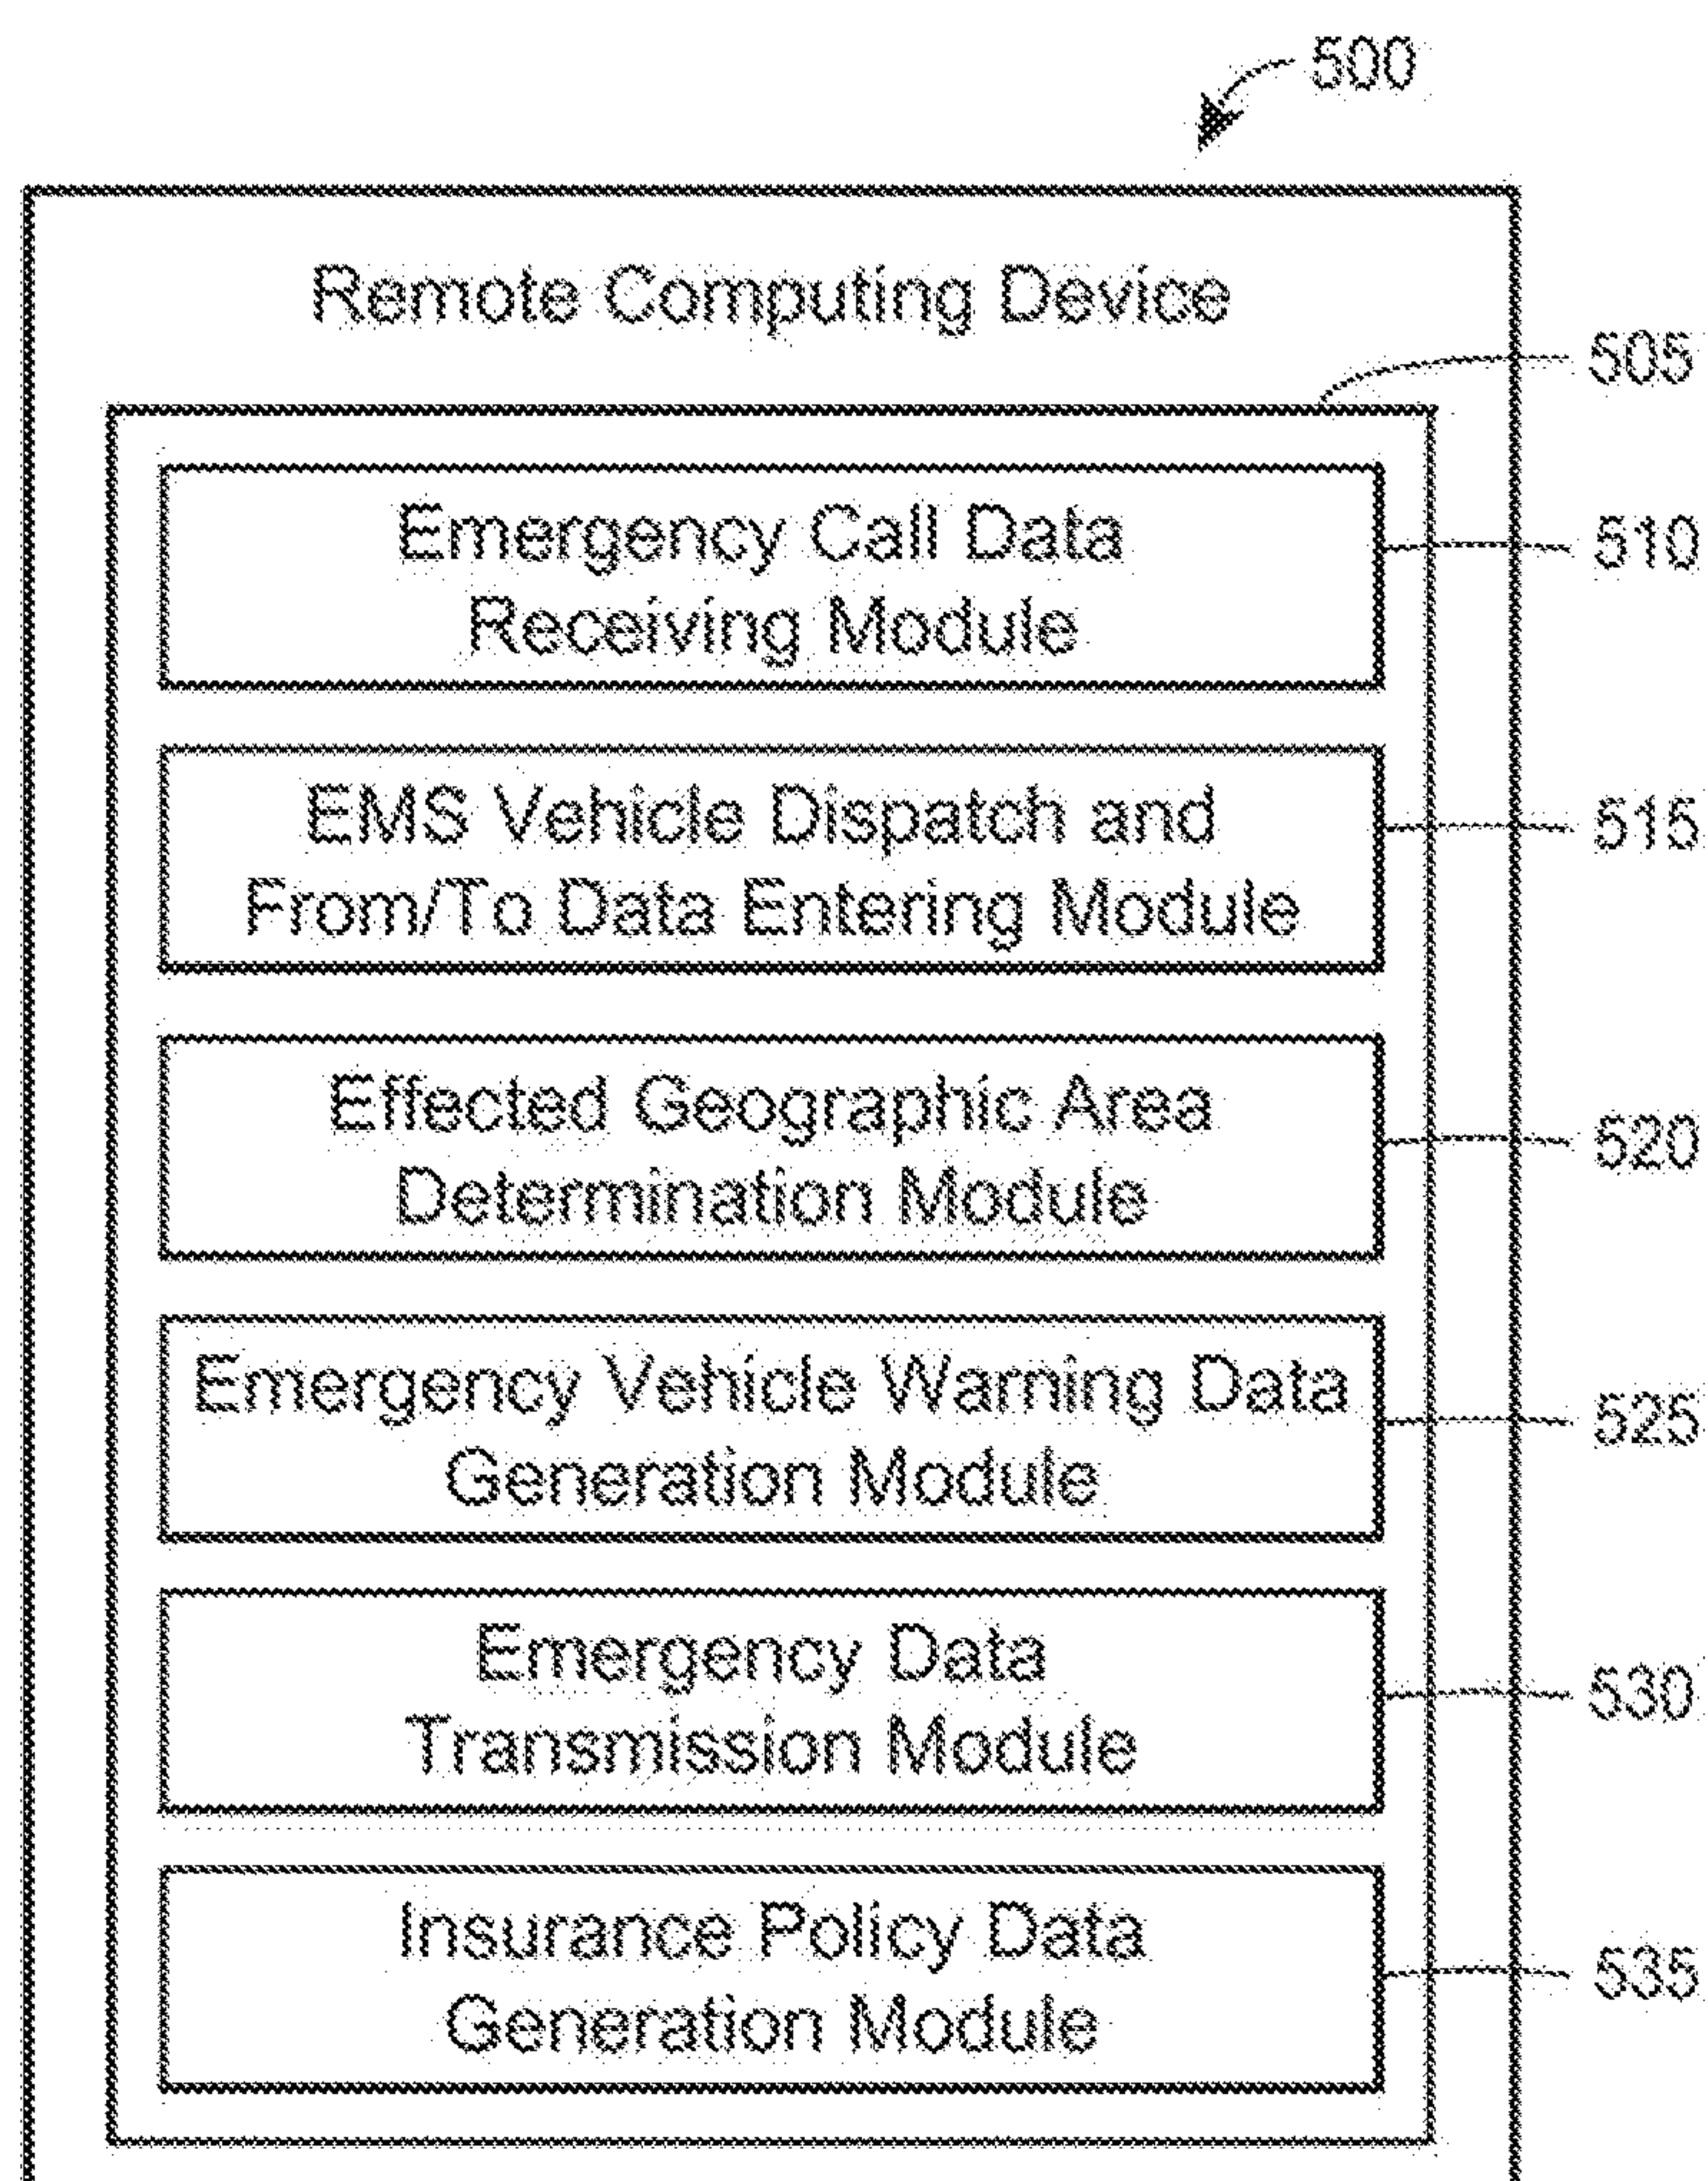 500
Remote Computing Device
505
Emergency Call Data
Receiving Module
510
EMS Vehicle Dispatch and
From/To Data Entering Module
515
Effected Geographic Area
Determination Module
520
Emergency Vehicle Warning Data
Generation Module
525
Emergency Data
Transmission Module
530
Insurance Policy Data
Generation Module
535